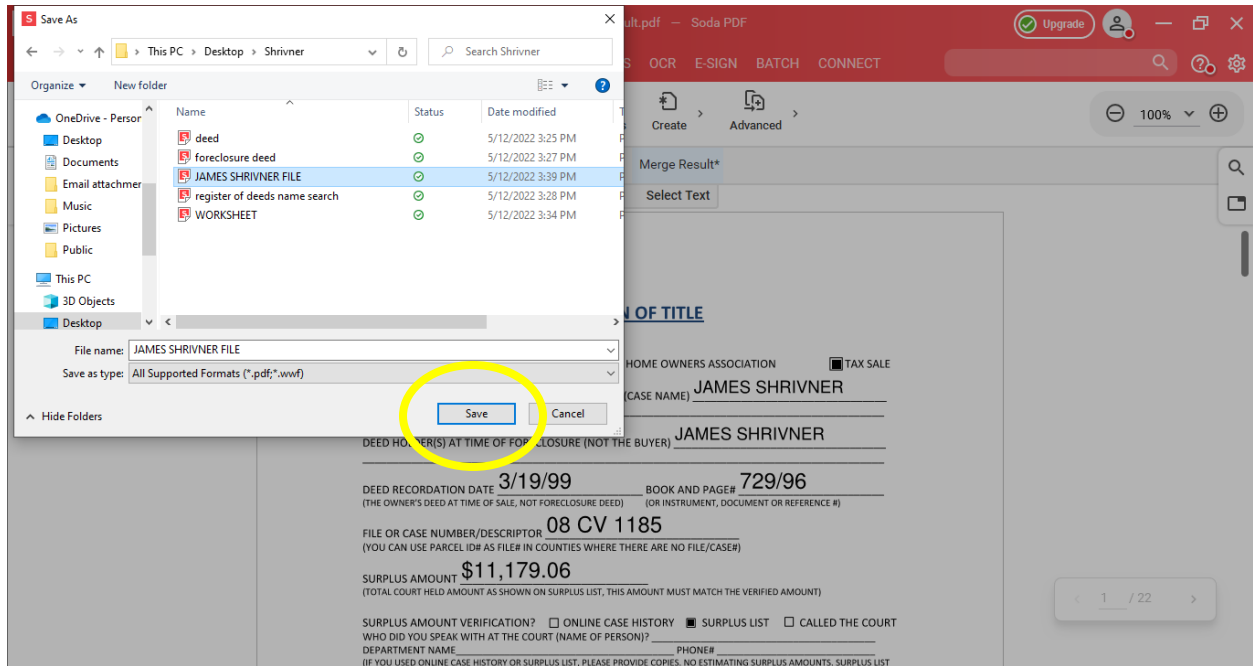 Save As
ult.pdf — Soda PDF
Upgrade
This PC › Desktop › Shrivner
Search Shrivner
S OCR E-SIGN BATCH CONNECT
Organize New folder
Create Advanced
100%
OneDrive - Person
Desktop
Documents
Email attachmer
Music
Pictures
Public
This PC
3D Objects
Desktop
Name Status Date modified T
deed 5/12/2022 3:25 PM
foreclosure deed 5/12/2022 3:27 PM
JAMES SHRIVNER FILE 5/12/2022 3:39 PM
register of deeds name search 5/12/2022 3:28 PM
WORKSHEET 5/12/2022 3:34 PM
Merge Result*
Select Text
File name: JAMES SHRIVNER FILE
Save as type: All Supported Formats (*.pdf;*.wwf)
Hide Folders
Save Cancel
N OF TITLE
HOME OWNERS ASSOCIATION TAX SALE
(CASE NAME) JAMES SHRIVNER
DEED HOLDER(S) AT TIME OF FORECLOSURE (NOT THE BUYER) JAMES SHRIVNER
DEED RECORDATION DATE 3/19/99 BOOK AND PAGE# 729/96
(THE OWNER'S DEED AT TIME OF SALE, NOT FORECLOSURE DEED) (OR INSTRUMENT, DOCUMENT OR REFERENCE #)
FILE OR CASE NUMBER/DESCRIPTOR 08 CV 1185
(YOU CAN USE PARCEL ID# AS FILE# IN COUNTIES WHERE THERE ARE NO FILE/CASE#)
SURPLUS AMOUNT $11,179.06
(TOTAL COURT HELD AMOUNT AS SHOWN ON SURPLUS LIST, THIS AMOUNT MUST MATCH THE VERIFIED AMOUNT)
1 / 22
SURPLUS AMOUNT VERIFICATION? ONLINE CASE HISTORY SURPLUS LIST CALLED THE COURT
WHO DID YOU SPEAK WITH AT THE COURT (NAME OF PERSON)?
DEPARTMENT NAME PHONE#
(IF YOU USED ONLINE CASE HISTORY OR SURPLUS LIST, PLEASE PROVIDE COPIES. NO ESTIMATING SURPLUS AMOUNTS. SURPLUS LIST